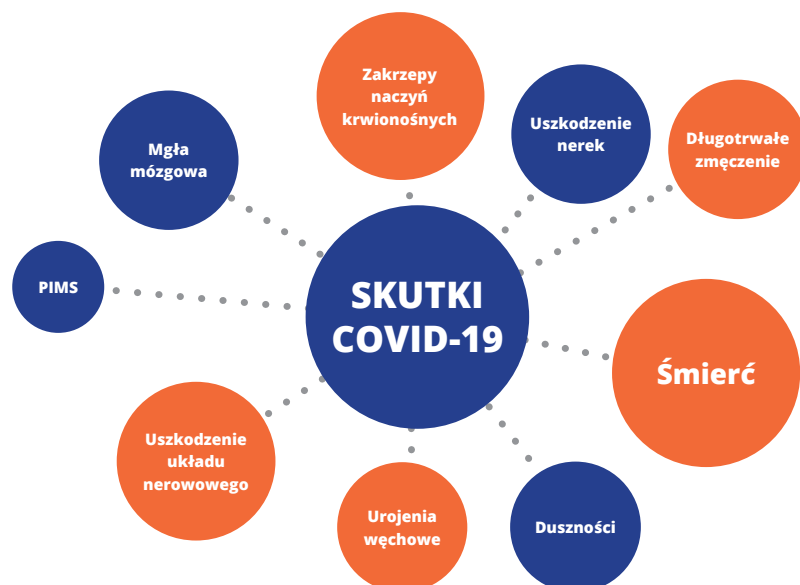 Zakrzepy
naczyń
krwionośnych
Uszkodzenie
nerek
Długotrwałe
zmęczenie
Mgła
mózgowa
PIMS
SKUTKI
COVID-19
Śmierć
Uszkodzenie
układu
nerowowego
Urojenia
węchowe
Duszności